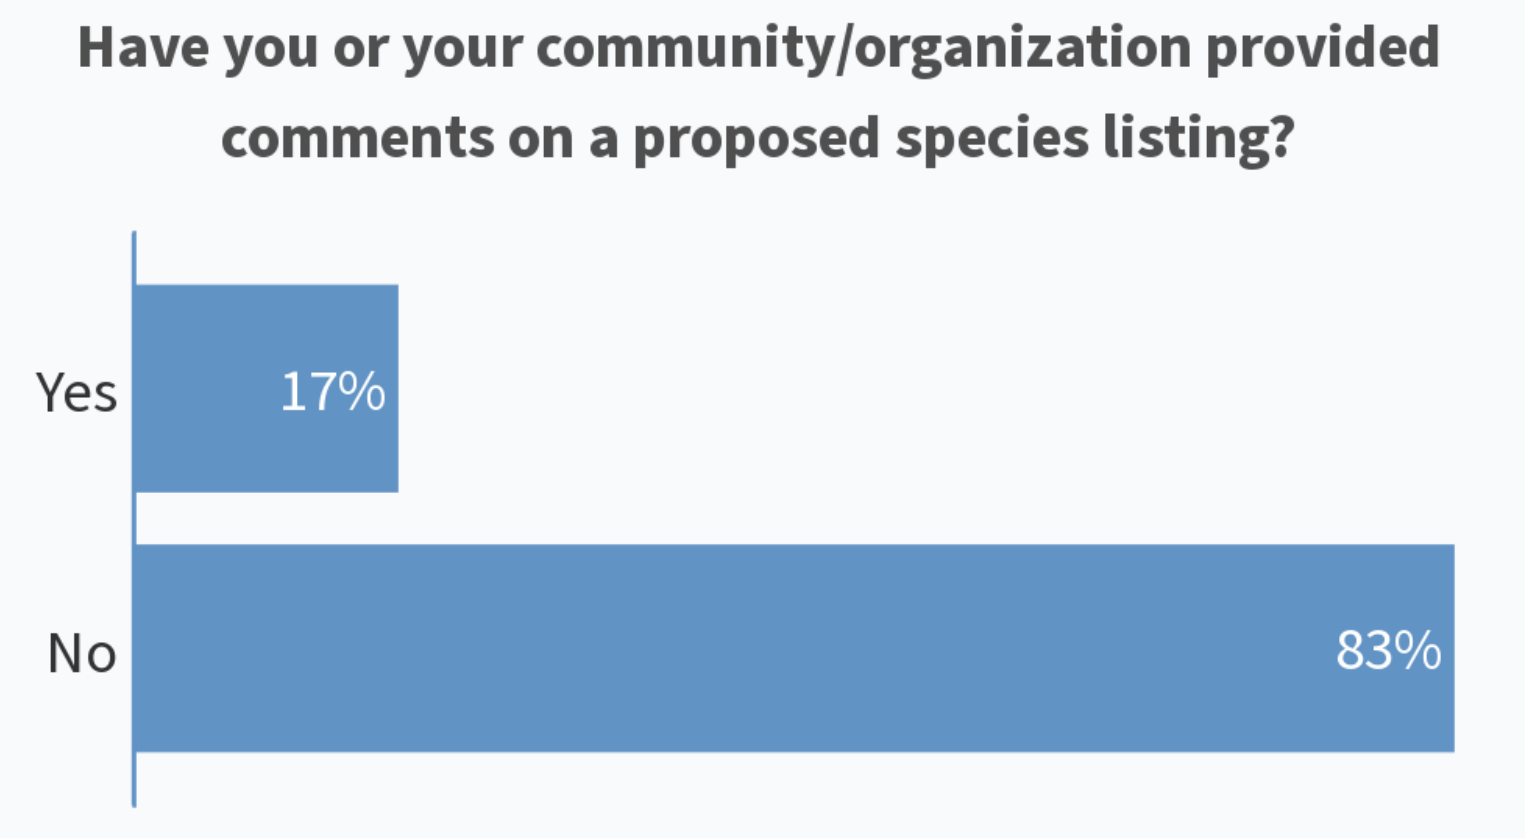 Have you or your community/organization provided
comments on a proposed species listing?
Yes 17%
No 83%